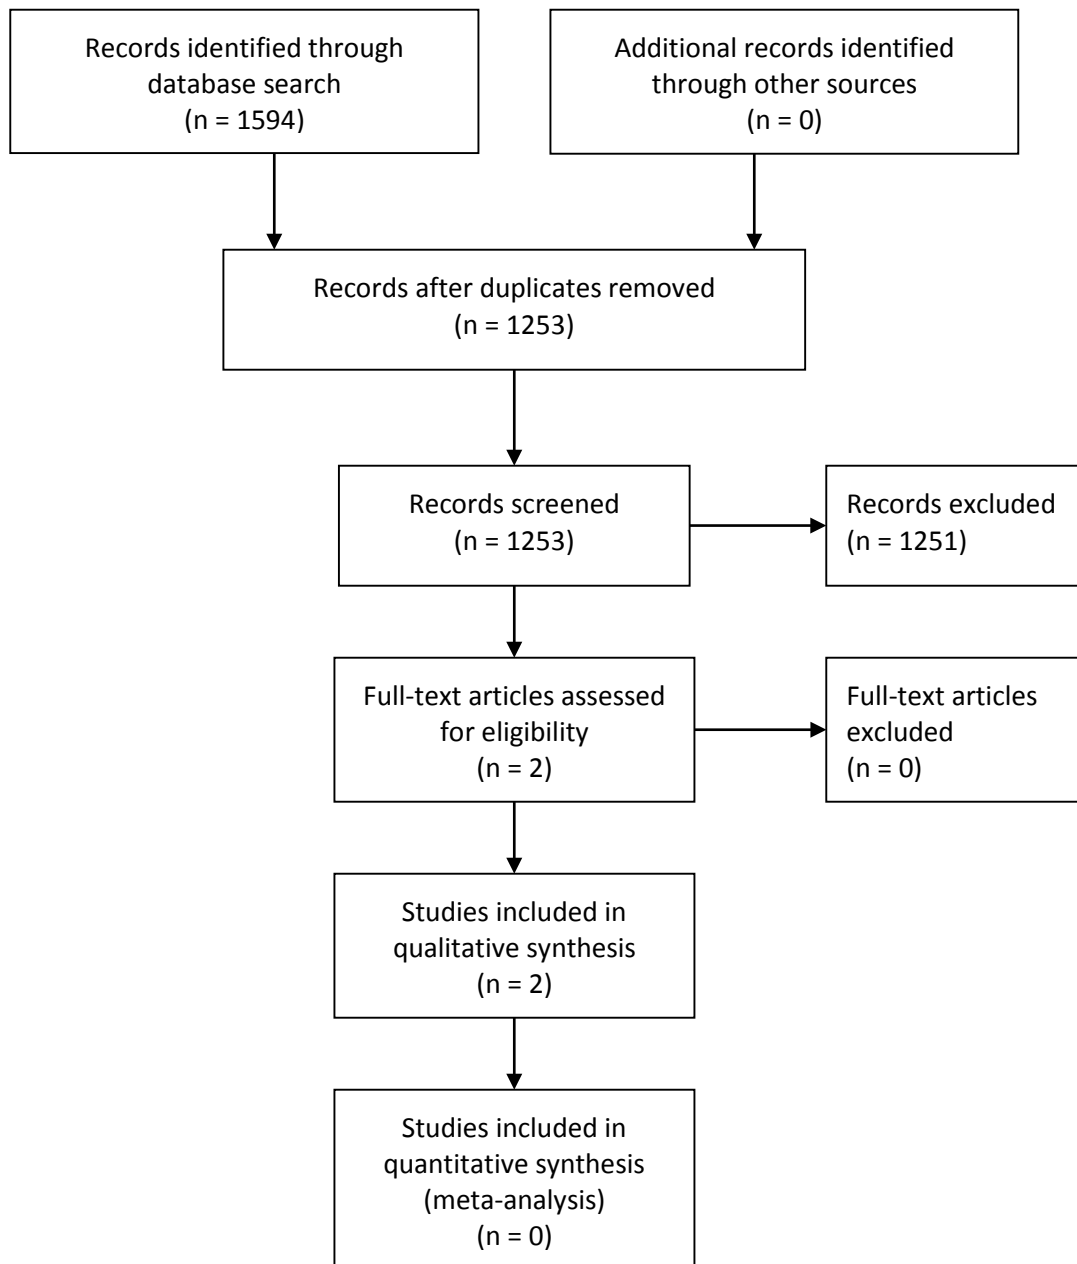 Records identified through
database search
(n = 1594)
Additional records identified
through other sources
(n = 0)
Records after duplicates removed
(n = 1253)
Records screened
(n = 1253)
Records excluded
(n = 1251)
Full-text articles assessed
for eligibility
(n = 2)
Full-text articles
excluded
(n = 0)
Studies included in
qualitative synthesis
(n = 2)
Studies included in
quantitative synthesis
(meta-analysis)
(n = 0)